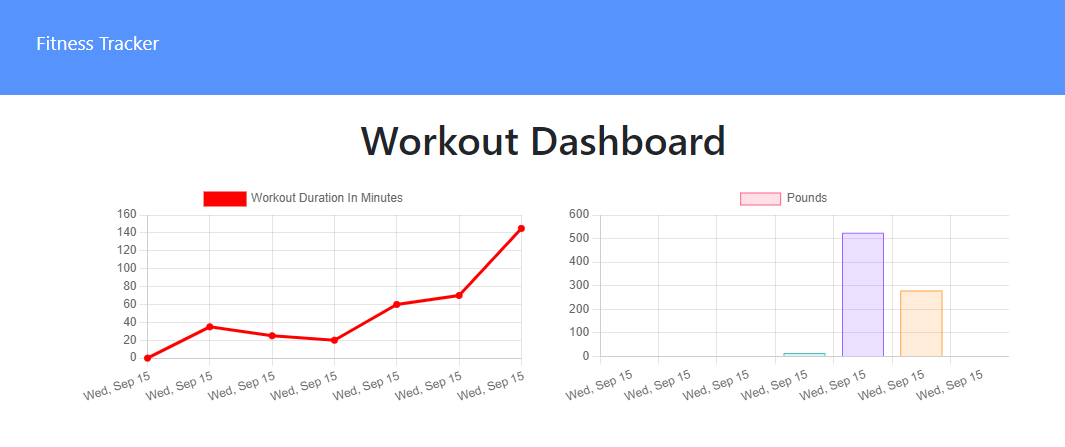 Fitness Tracker
Workout Dashboard
Workout Duration In Minutes
160
140
120
100
80
60
40
20
0
Wed, Sep 15 Wed, Sep 15 Wed, Sep 15 Wed, Sep 15 Wed, Sep 15 Wed, Sep 15 Wed, Sep 15
Pounds
600
500
400
300
200
100
0
Wed, Sep 15 Wed, Sep 15 Wed, Sep 15 Wed, Sep 15 Wed, Sep 15 Wed, Sep 15 Wed, Sep 15